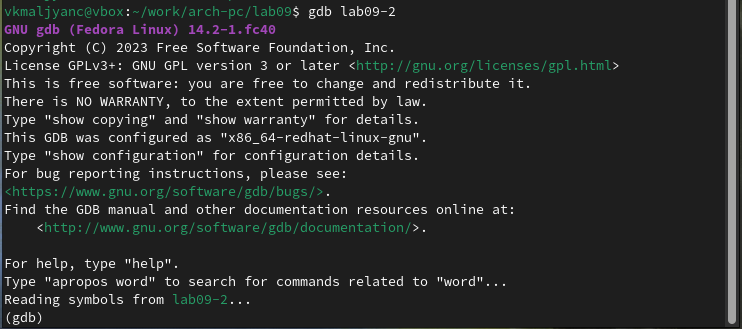 vkmaljyanc@vbox:~/work/arch-pc/lab09$ gdb lab09-2
GNU gdb (Fedora Linux) 14.2-1.fc40
Copyright (C) 2023 Free Software Foundation, Inc.
License GPLv3+: GNU GPL version 3 or later <http://gnu.org/licenses/gpl.html>
This is free software: you are free to change and redistribute it.
There is NO WARRANTY, to the extent permitted by law.
Type "show copying" and "show warranty" for details.
This GDB was configured as "x86_64-redhat-linux-gnu".
Type "show configuration" for configuration details.
For bug reporting instructions, please see:
<https://www.gnu.org/software/gdb/bugs/>.
Find the GDB manual and other documentation resources online at:
    <http://www.gnu.org/software/gdb/documentation/>.

For help, type "help".
Type "apropos word" to search for commands related to "word"...
Reading symbols from lab09-2...
(gdb)